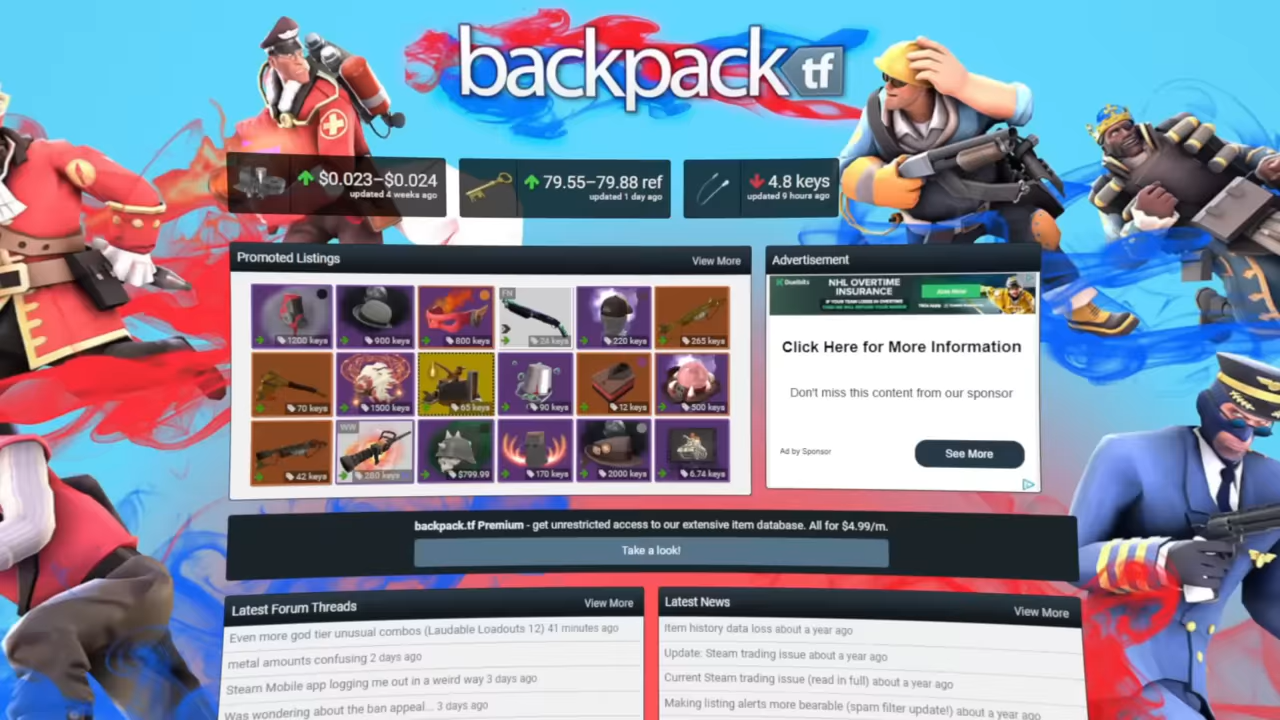 backpack tf
$0.023–$0.024
updated 4 weeks ago
79.55–79.88 ref
updated 1 day ago
4.8 keys
updated 9 hours ago
Promoted Listings
View More
1200 keys
900 keys
800 keys
FN
24 keys
220 keys
265 keys
70 keys
1500 keys
65 keys
90 keys
12 keys
500 keys
42 keys
WW
280 keys
$799.99
170 keys
2000 keys
6.74 keys
Advertisement
NHL OVERTIME
INSURANCE
Click Here for More Information
Don't miss this content from our sponsor
Ad by Sponsor
See More
backpack.tf Premium - get unrestricted access to our extensive item database. All for $4.99/m.
Take a look!
Latest Forum Threads
View More
Even more god tier unusual combos (Laudable Loadouts 12) 41 minutes ago
metal amounts confusing 2 days ago
Steam Mobile app logging me out in a weird way 3 days ago
Was wondering about the ban appeal... 3 days ago
Latest News
View More
Item history data loss about a year ago
Update: Steam trading issue about a year ago
Current Steam trading issue (read in full) about a year ago
Making listing alerts more bearable (spam filter update!) about a year ago